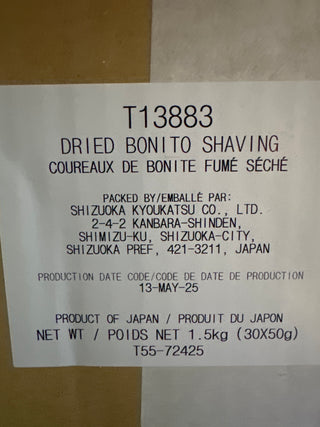 T13883
DRIED BONITO SHAVING
COUREAUX DE BONITE FUMÉ SÉCHÉ
PACKED BY/EMBALLÉ PAR:
SHIZUOKA KYOUKATSU CO., LTD.
2-4-2 KANBARA-SHINDEN,
SHIMIZU-KU, SHIZUOKA-CITY,
SHIZUOKA PREF, 421-3211, JAPAN
PRODUCTION DATE CODE/CODE DE DATE DE PRODUCTION
13-MAY-25
PRODUCT OF JAPAN / PRODUIT DU JAPON
NET WT / POIDS NET 1.5kg (30X50g)
T55-72425